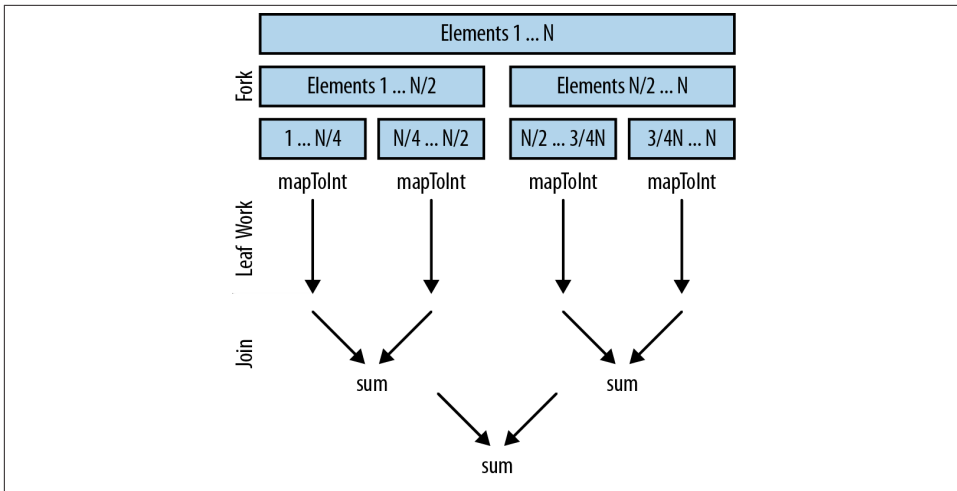 Elements 1 ... N
Fork
Elements 1 ... N/2
Elements N/2 ... N
1 ... N/4
N/4 ... N/2
N/2 ... 3/4N
3/4N ... N
mapToInt
mapToInt
mapToInt
mapToInt
Leaf Work
Join
sum
sum
sum